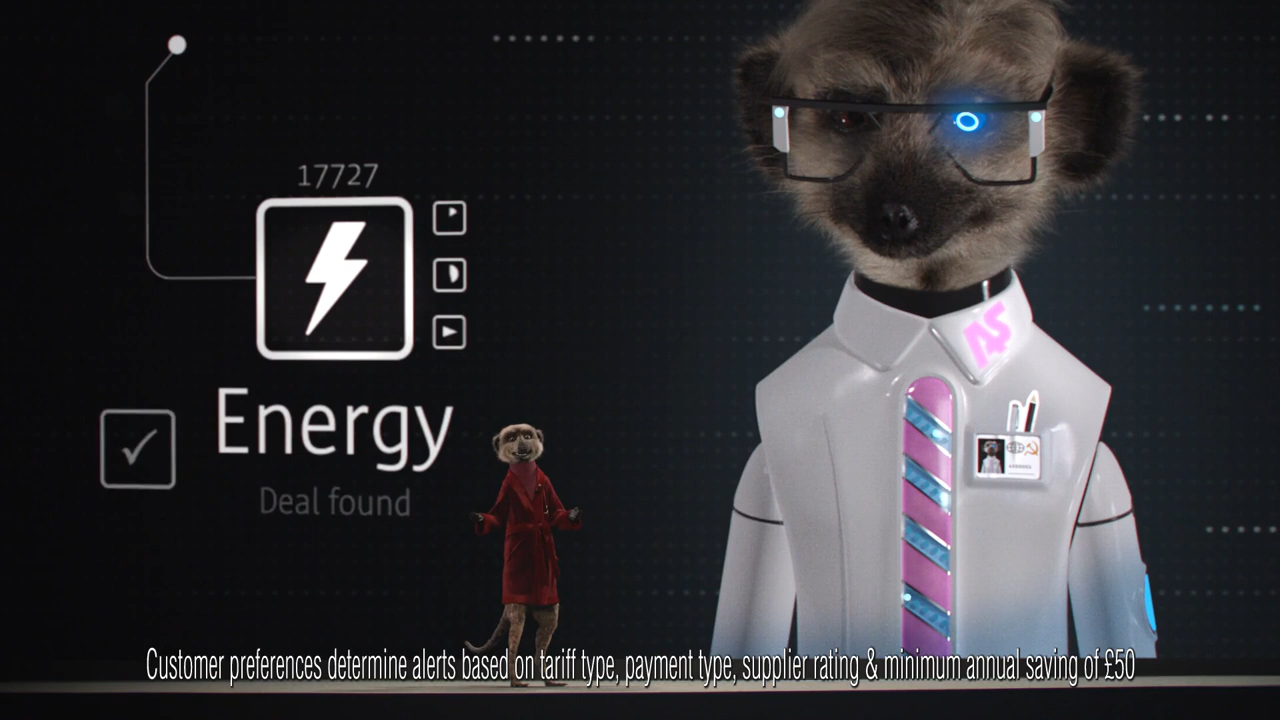 17727
Energy
Deal found
AS
Customer preferences determine alerts based on tariff type, payment type, supplier rating & minimum annual saving of £50